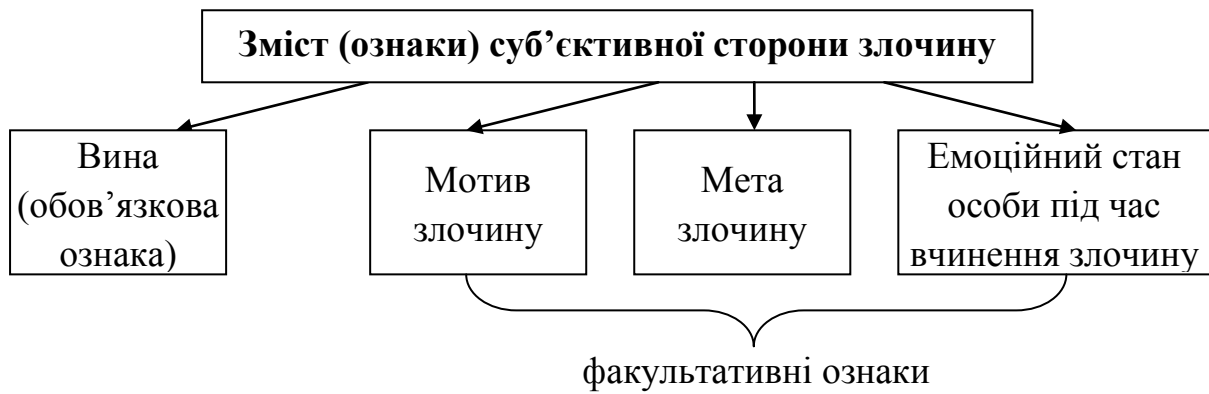 Зміст (ознаки) суб’єктивної сторони злочину
Вина
(обов’язкова
ознака)
Мотив
злочину
Мета
злочину
Емоційний стан
особи під час
вчинення злочину
факультативні ознаки